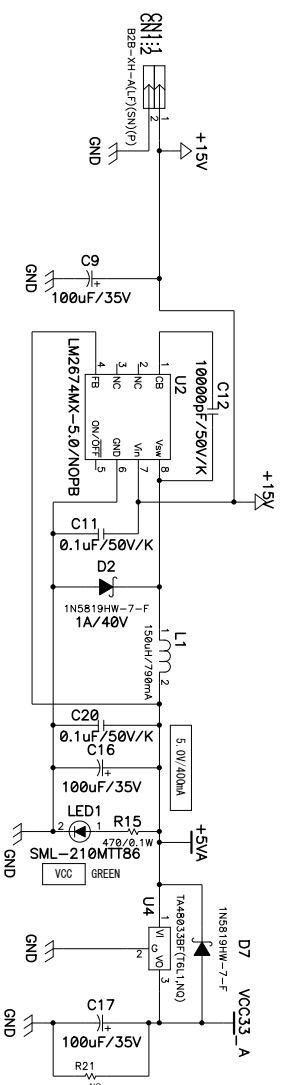 CN1:2
B2B-XH-A(LF)(SN)(P)
1
2
GND
+15V
C9
+
100uF/35V
GND
C12
10000pF/50V/K
U2
LM2674MX-5.0/NOPB
1 CB
2 NC
3 NC
4 FB
Vsw 8
Vin 7
GND 6
ON/OFF 5
+15V
C11
0.1uF/50V/K
D2
1N5819HW-7-F
1A/40V
L1
150uH/790mA
1
2
C20
0.1uF/50V/K
C16
+
100uF/35V
5.0V/400mA
LED1
2
1
R15
470/0.1W
SML-210MTT86
VCC GREEN
GND
+5VA
U4
TA48033BF(T6L1,NQ)
1 VI
G 2
VO 3
GND
D7
1N5819HW-7-F
VCC33_A
C17
+
100uF/35V
GND
R21